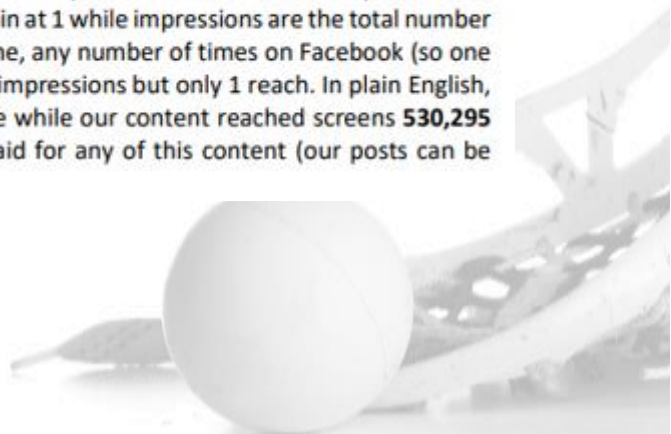 in at 1 while impressions are the total number
ne, any number of times on Facebook (so one
impressions but only 1 reach. In plain English,
e while our content reached screens 530,295
aid for any of this content (our posts can be